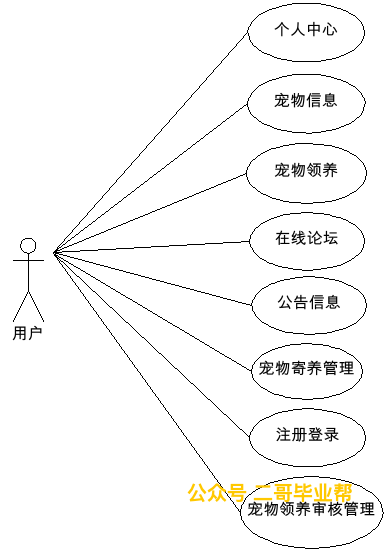 个人中心
宠物信息
宠物领养
在线论坛
公告信息
用户
宠物寄养管理
注册登录
公众号 二哥毕业帮
宠物领养审核管理